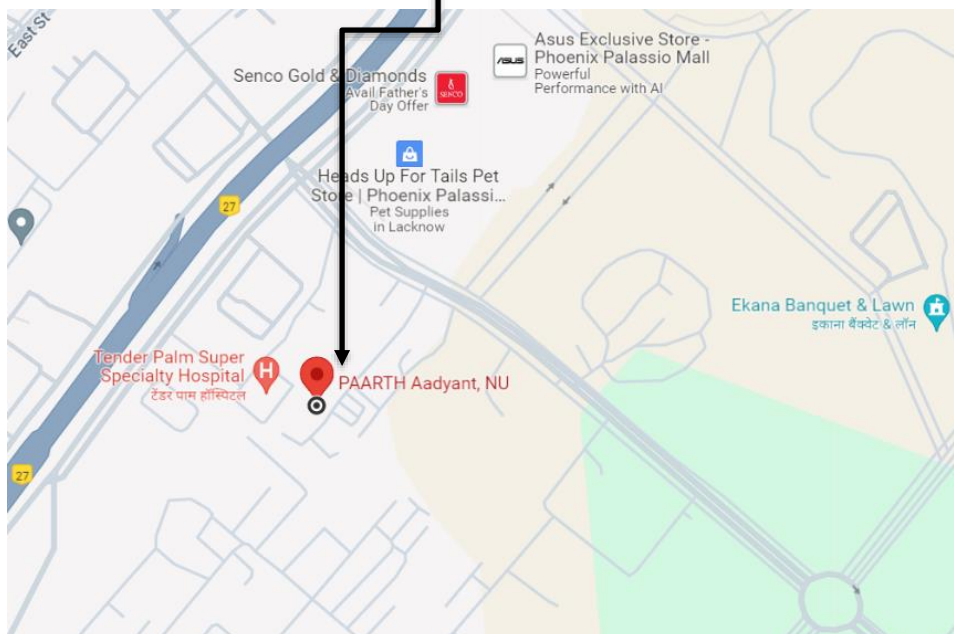 East St
Asus Exclusive Store -
Phoenix Palassio Mall
Powerful
Performance with AI
ASUS
Senco Gold & Diamonds
Avail Father's
Day Offer
SENCO
Heads Up For Tails Pet
Store | Phoenix Palassi...
Pet Supplies
in Lacknow
27
Ekana Banquet & Lawn
इकाना बैंक्वेट & लॉन
Tender Palm Super
Specialty Hospital
टेंडर पाम हॉस्पिटल
H
PAARTH Aadyant, NU
27